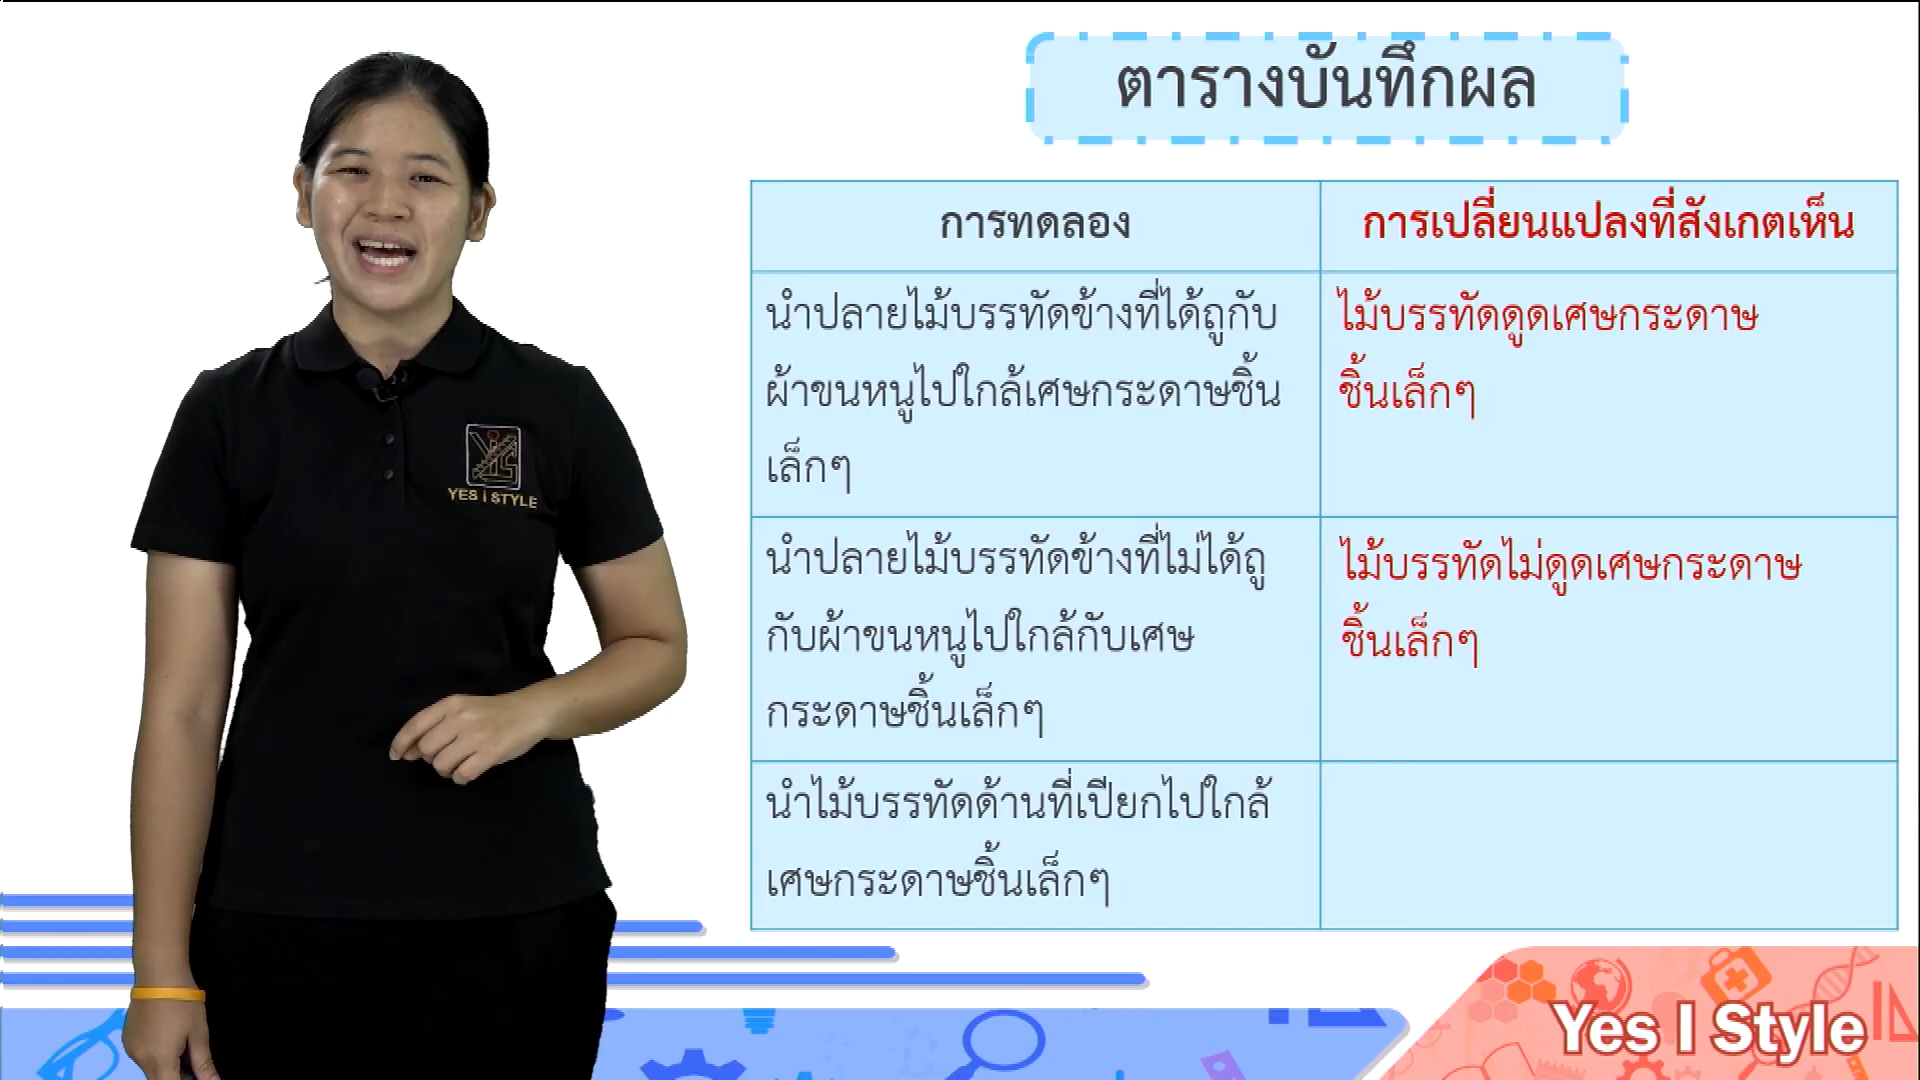 ตารางบันทึกผล
การทดลอง
การเปลี่ยนแปลงที่สังเกตเห็น
นำปลายไม้บรรทัดข้างที่ได้ถูกับ
ผ้าขนหนูไปใกล้เศษกระดาษชิ้น
เล็กๆ
ไม้บรรทัดดูดเศษกระดาษ
ชิ้นเล็กๆ
นำปลายไม้บรรทัดข้างที่ไม่ได้ถู
กับผ้าขนหนูไปใกล้กับเศษ
กระดาษชิ้นเล็กๆ
ไม้บรรทัดไม่ดูดเศษกระดาษ
ชิ้นเล็กๆ
นำไม้บรรทัดด้านที่เปียกไปใกล้
เศษกระดาษชิ้นเล็กๆ
YES I STYLE
Yes I Style